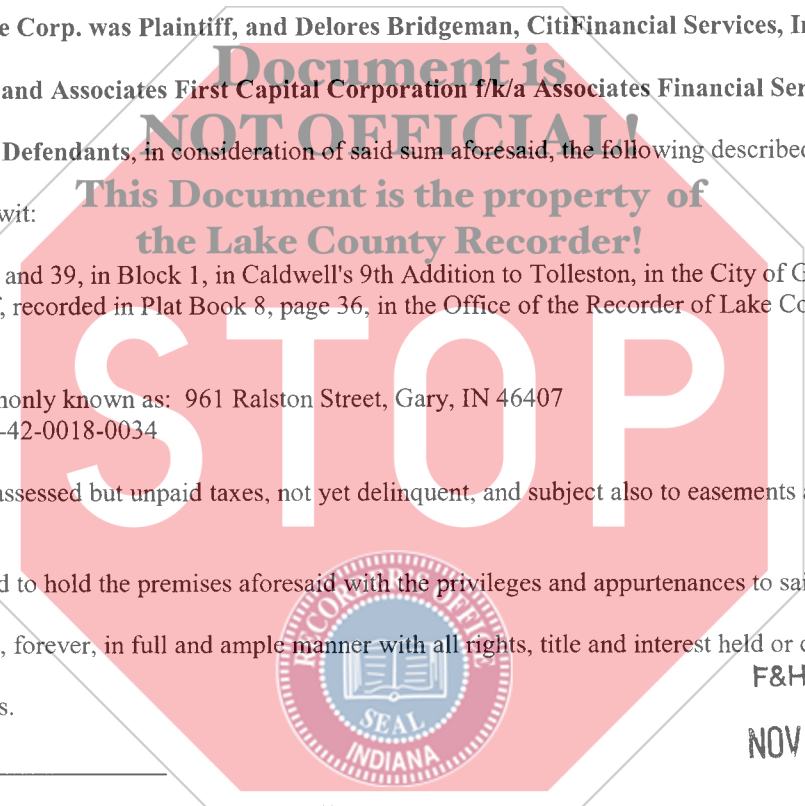 e Corp. was Plaintiff, and Delores Bridgeman, CitiFinancial Services, In
Document is
and Associates First Capital Corporation f/k/a Associates Financial Ser
NOT OFFICIAL!
Defendants, in consideration of said sum aforesaid, the following described
This Document is the property of
wit:
the Lake County Recorder!
and 39, in Block 1, in Caldwell's 9th Addition to Tolleston, in the City of G
, recorded in Plat Book 8, page 36, in the Office of the Recorder of Lake Co
STOP
monly known as: 961 Ralston Street, Gary, IN 46407
-42-0018-0034
assessed but unpaid taxes, not yet delinquent, and subject also to easements a
d to hold the premises aforesaid with the privileges and appurtenances to sai
, forever, in full and ample manner with all rights, title and interest held or c
RECORDER'S OFFICE
F&H
s.
SEAL
INDIANA
NOV